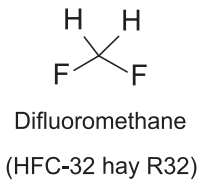 H H
F F
Difluoromethane
(HFC-32 hay R32)